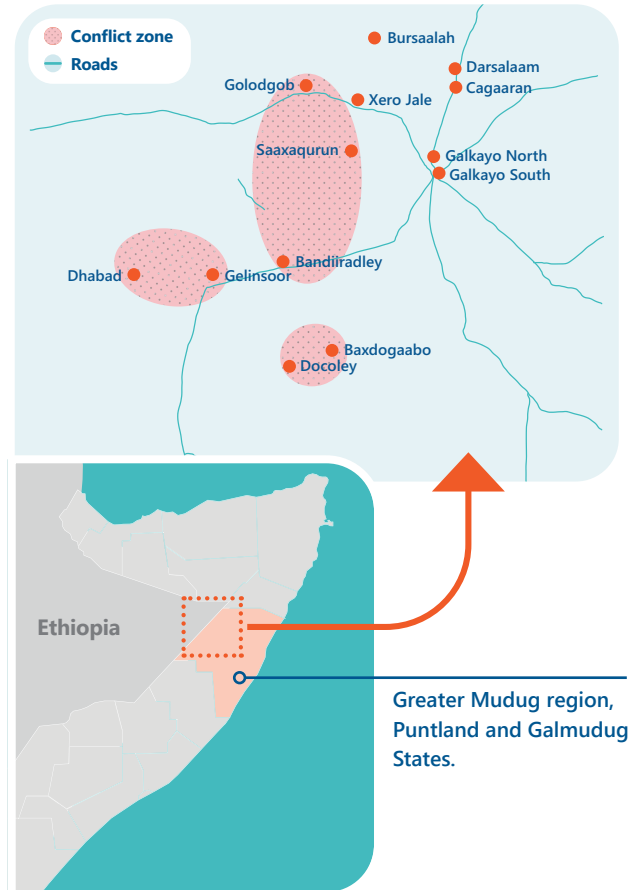 Conflict zone
Roads
Bursaalah
Darsalaam
Golodgob
Cagaaran
Xero Jale
Saaxaqurun
Galkayo North
Galkayo South
Bandiiradley
Dhabad
Gelinsoor
Baxdogaabo
Docoley
Ethiopia
Greater Mudug region,
Puntland and Galmudug
States.